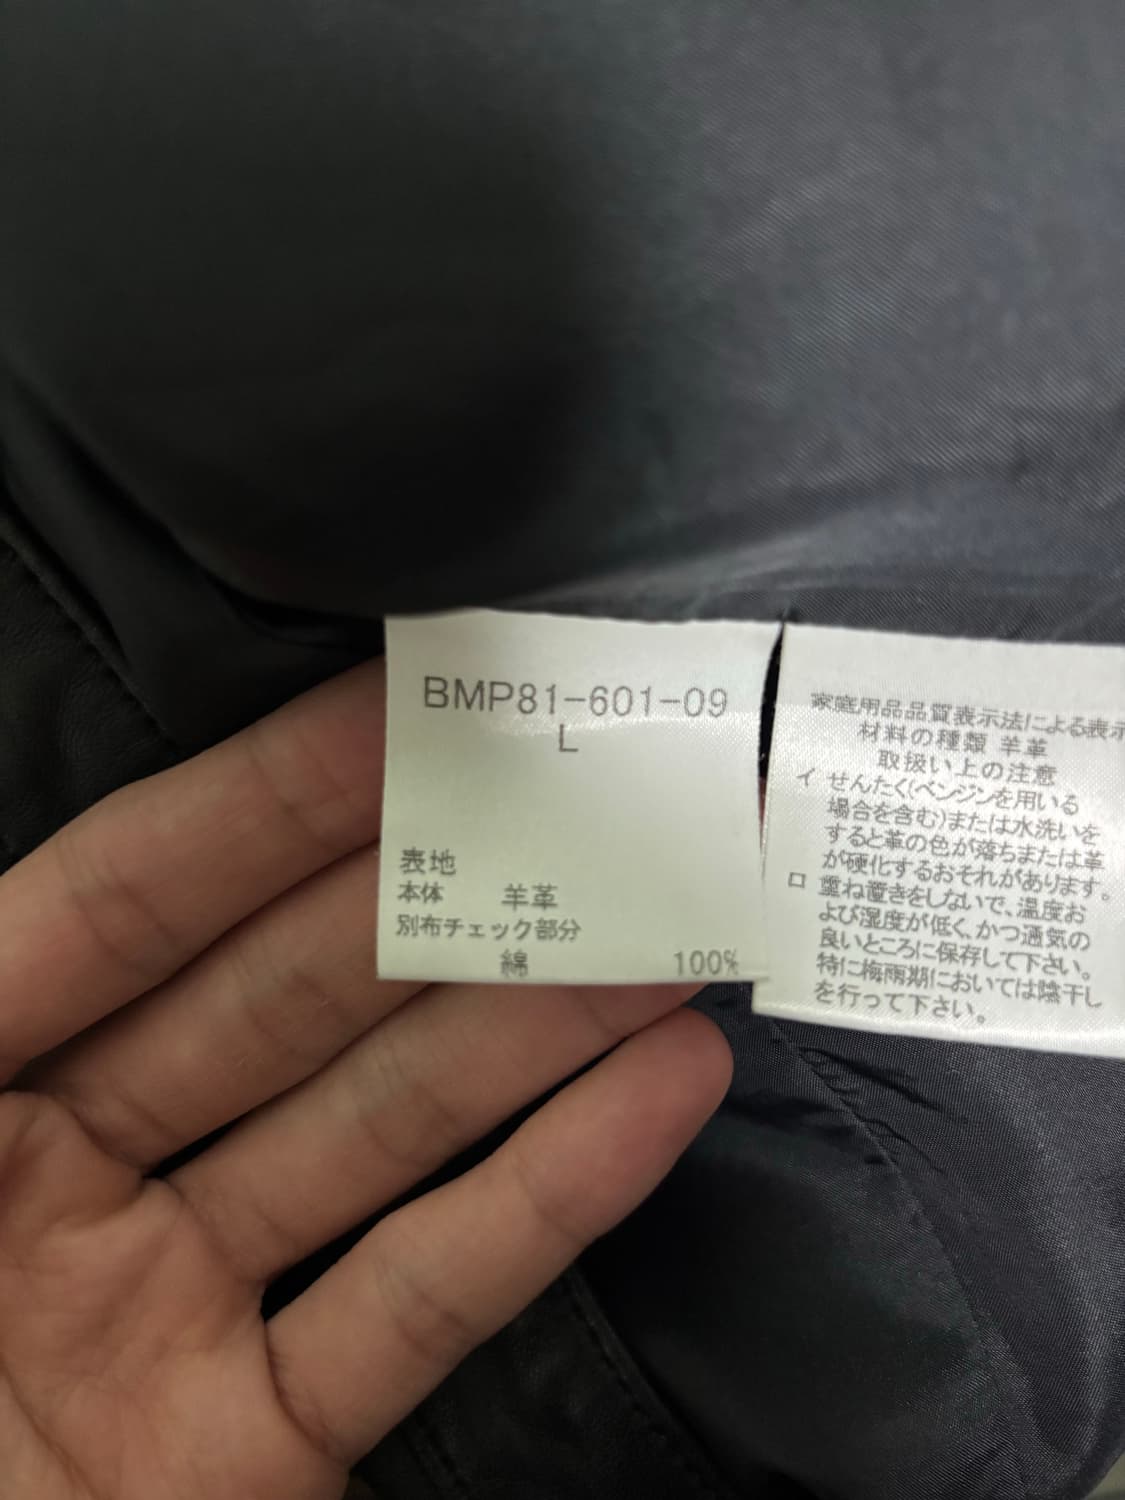 BMP81-601-09
L
表地
本体 羊革
別布チェック部分
綿 100%
家庭用品品質表示法による表示
材料の種類 羊革
取扱い上の注意
イ せんたく(ベンジンを用いる
場合を含む)または水洗いを
すると革の色が落ちまたは革
が硬化するおそれがあります。
ロ 重ね置きをしないで、温度お
よび湿度が低く、かつ通気の
良いところに保存して下さい。
特に梅雨期においては陰干し
を行って下さい。